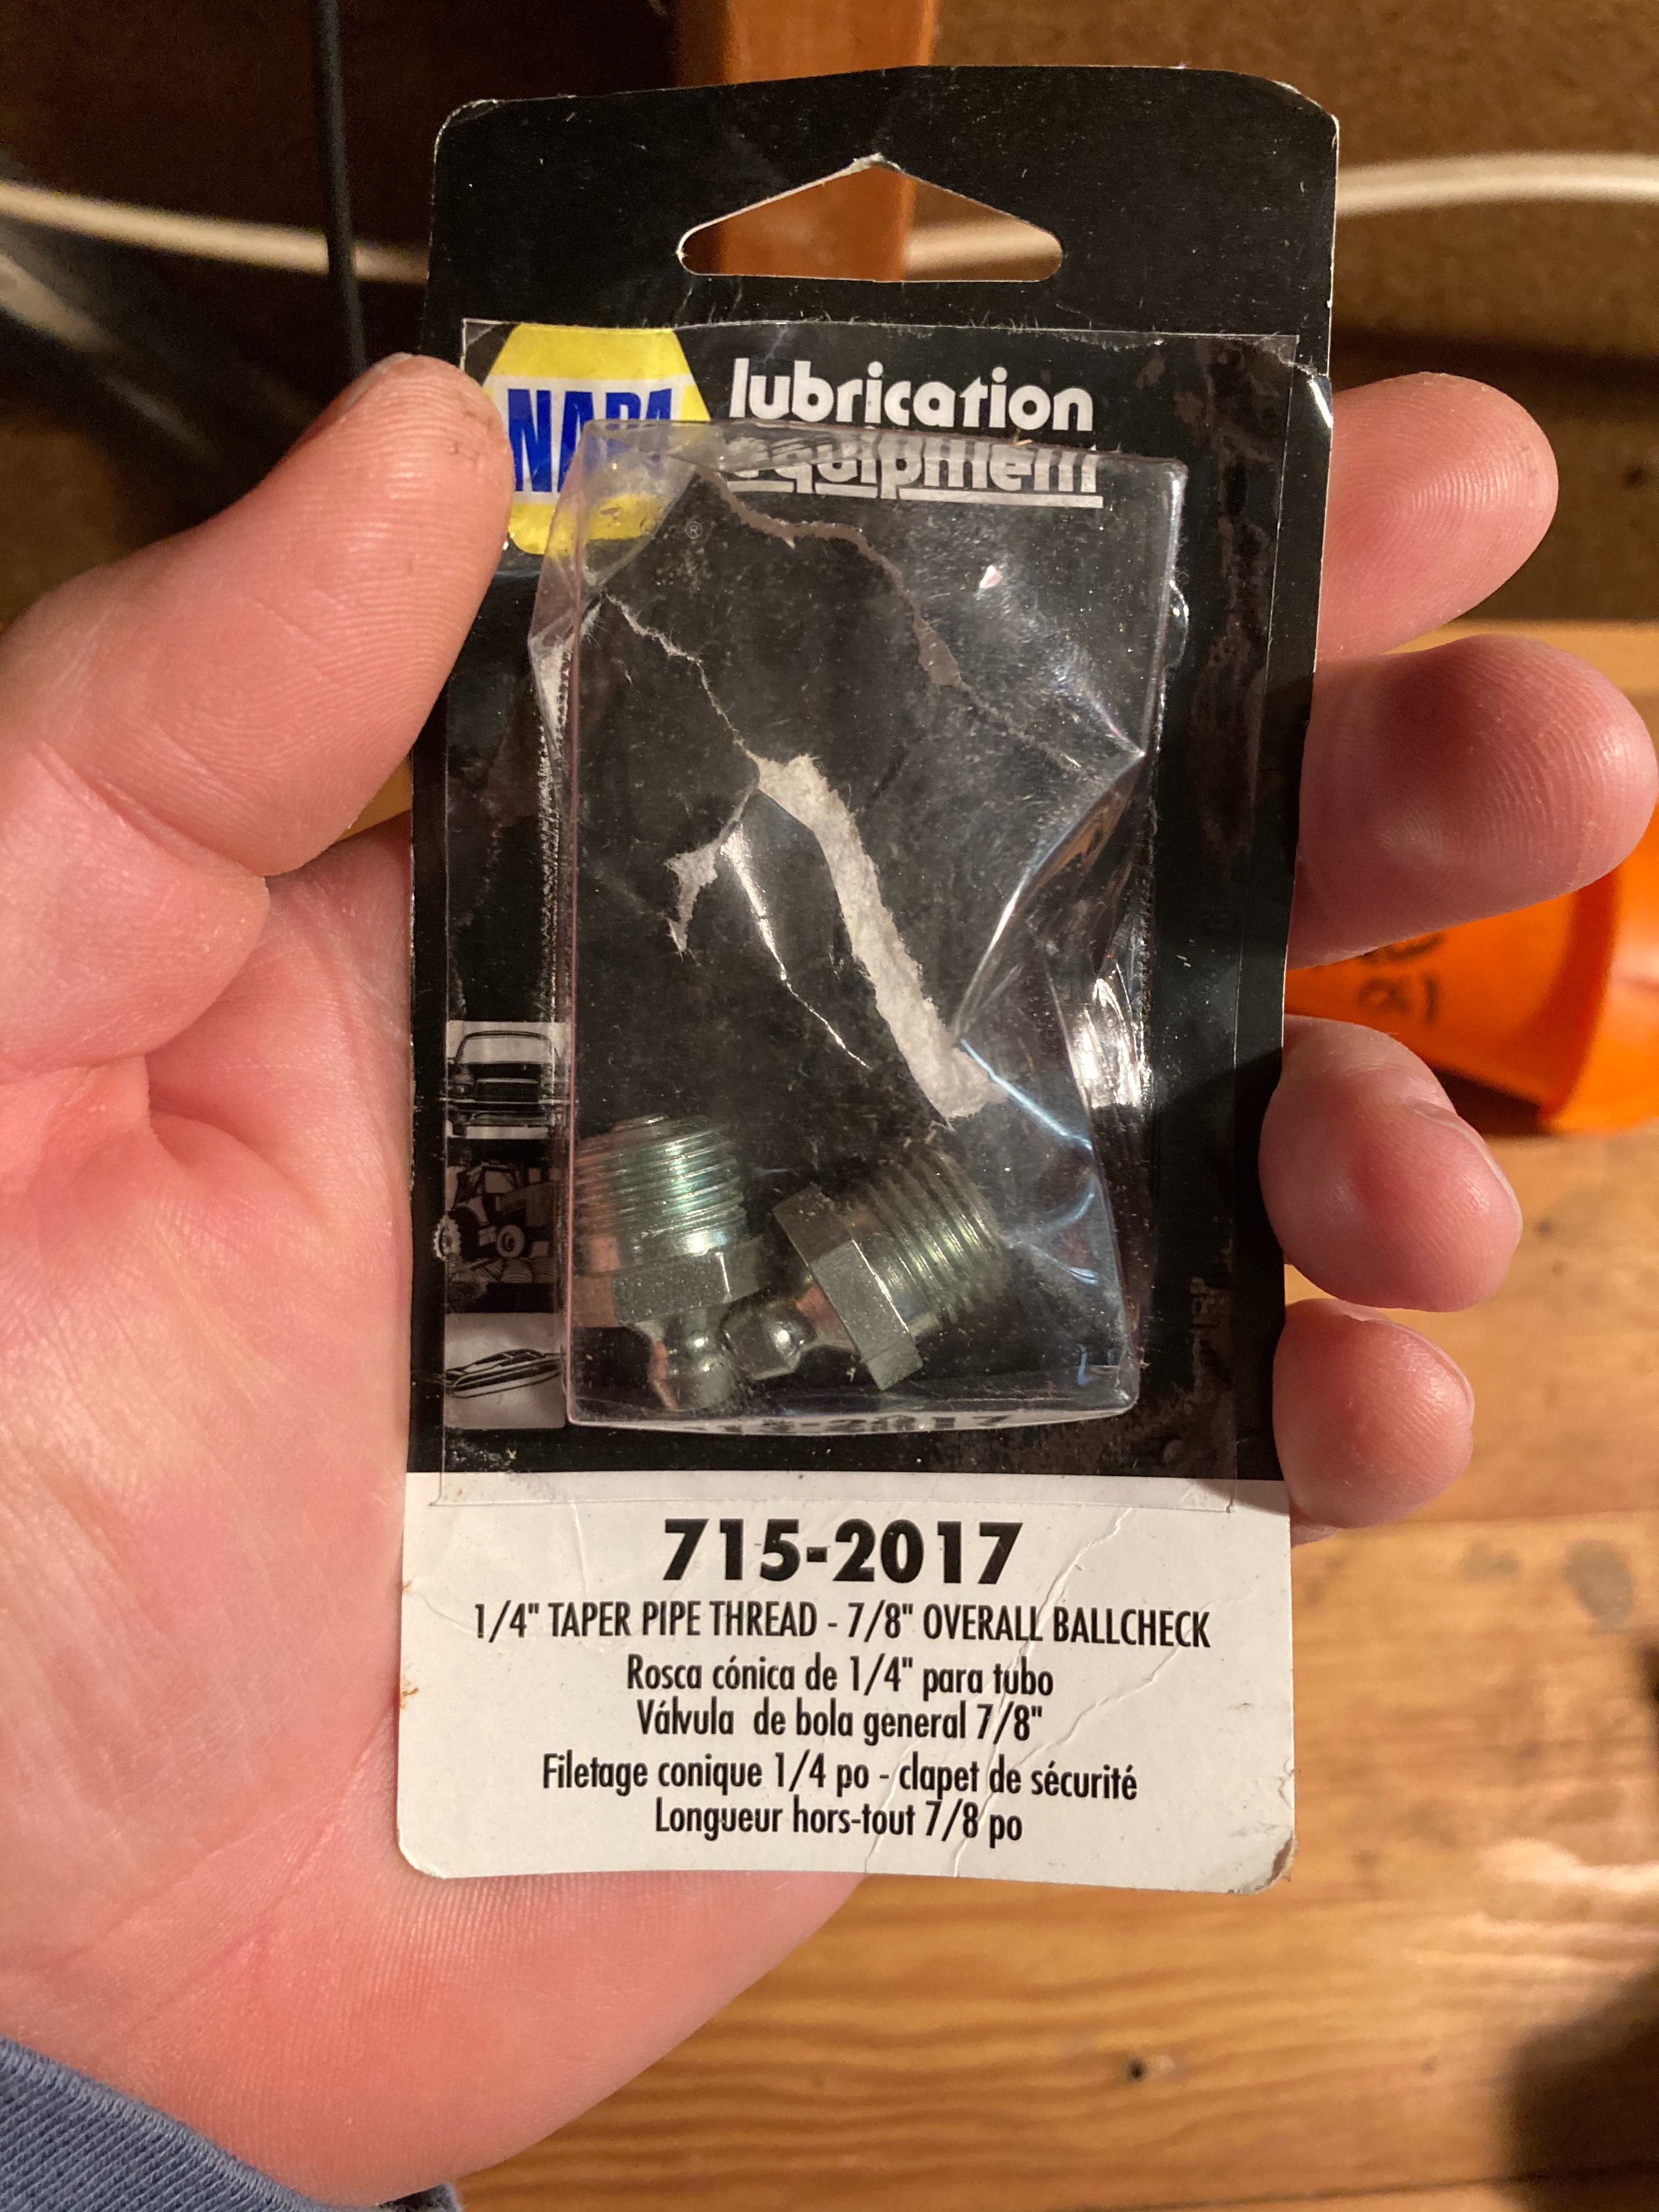 NAPA
lubrication
equipment
®
715-2017
1/4" TAPER PIPE THREAD - 7/8" OVERALL BALLCHECK
Rosca cónica de 1/4" para tubo
Válvula de bola general 7/8"
Filetage conique 1/4 po - clapet de sécurité
Longueur hors-tout 7/8 po